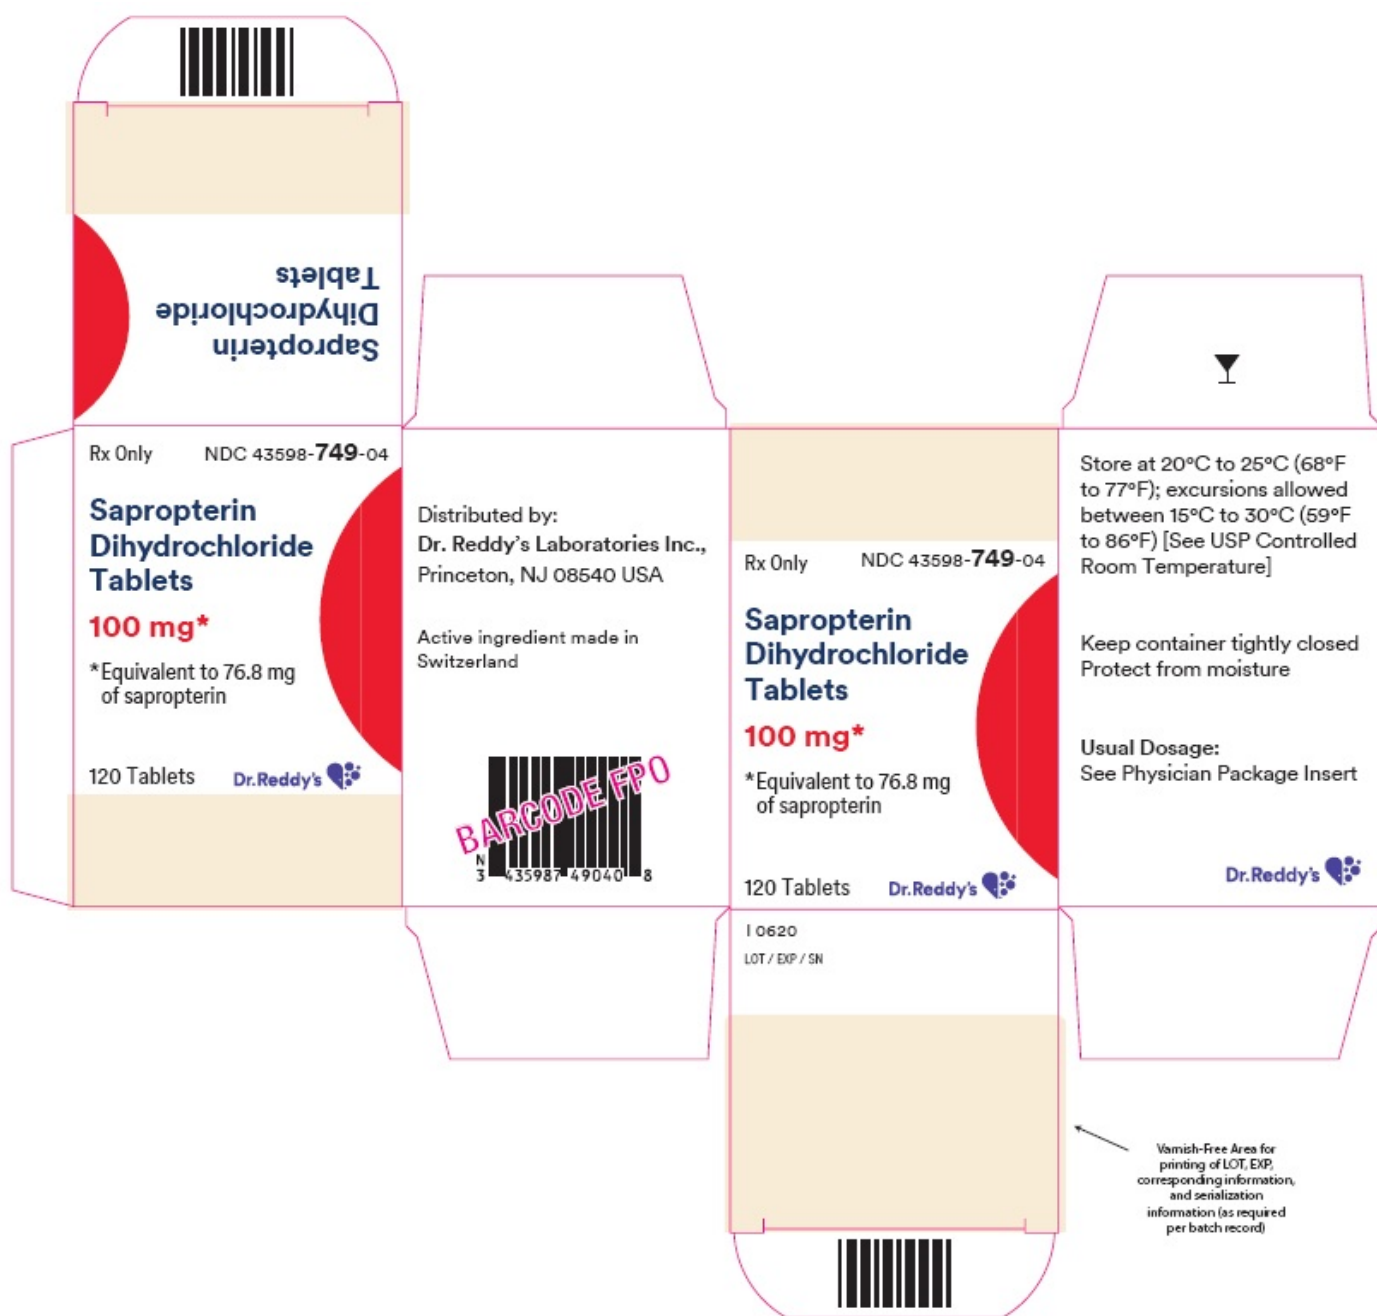 Sapropterin
Dihydrochloride
Tablets
Rx Only NDC 43598-749-04
Sapropterin
Dihydrochloride
Tablets
100 mg*
*Equivalent to 76.8 mg
of sapropterin
120 Tablets Dr.Reddy's
Distributed by:
Dr. Reddy's Laboratories Inc.,
Princeton, NJ 08540 USA
Active ingredient made in
Switzerland
BARCODE FPO
N
3 435987 49040 8
Rx Only NDC 43598-749-04
Sapropterin
Dihydrochloride
Tablets
100 mg*
*Equivalent to 76.8 mg
of sapropterin
120 Tablets Dr.Reddy's
I 0620
LOT / EXP / SN
Store at 20°C to 25°C (68°F
to 77°F); excursions allowed
between 15°C to 30°C (59°F
to 86°F) [See USP Controlled
Room Temperature]
Keep container tightly closed
Protect from moisture
Usual Dosage:
See Physician Package Insert
Dr.Reddy's
Varnish-Free Area for
printing of LOT, EXP,
corresponding information,
and serialization
information (as required
per batch record)